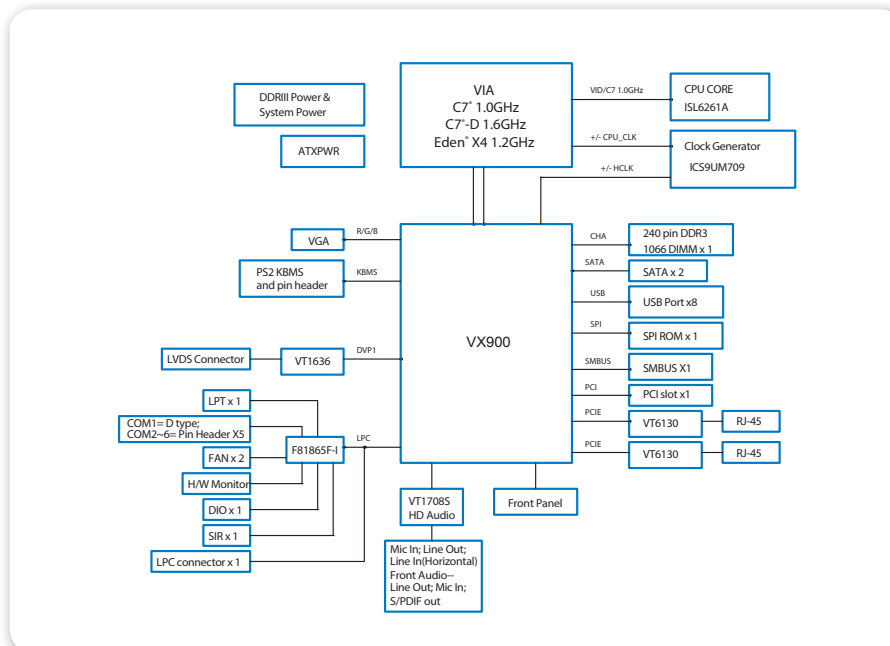 DDRIII Power &
System Power
ATXPWR
VIA
C7® 1.0GHz
C7®-D 1.6GHz
Eden® X4 1.2GHz
VID/C7 1.0GHz
CPU CORE
ISL6261A
+/- CPU_CLK
Clock Generator
ICS9UM709
+/- HCLK
VGA
R/G/B
PS2 KBMS
and pin header
KBMS
LVDS Connector
VT1636
DVP1
LPT x 1
COM1= D type;
COM2~6= Pin Header X5
FAN x 2
H/W Monitor
DIO x 1
SIR x 1
LPC connector x 1
F81865F-I
LPC
VX900
CHA
240 pin DDR3
1066 DIMM x 1
SATA
SATA x 2
USB
USB Port x8
SPI
SPI ROM x 1
SMBUS
SMBUS X1
PCI
PCI slot x1
PCIE
VT6130
RJ-45
PCIE
VT6130
RJ-45
VT1708S
HD Audio
Front Panel
Mic In; Line Out;
Line In(Horizontal)
Front Audio--
Line Out; Mic In;
S/PDIF out